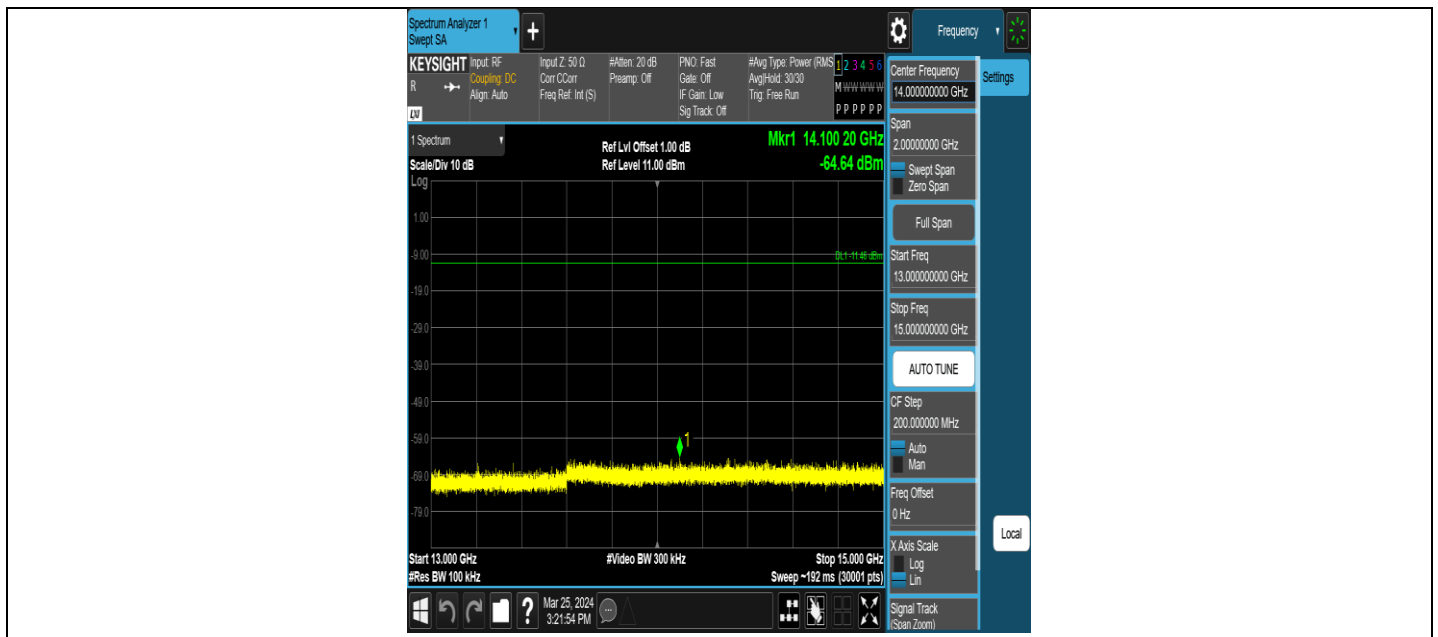 Spectrum Analyzer 1
Swept SA
+
Frequency
KEYSIGHT
R
LXI
Input: RF
Coupling: DC
Align: Auto
Input Z: 50 Ω
Corr CCorr
Freq Ref: Int (S)
#Atten: 20 dB
Preamp: Off
PNO: Fast
Gate: Off
IF Gain: Low
Sig Track: Off
#Avg Type: Power (RMS
Avg|Hold: 30/30
Trig: Free Run
1 2 3 4 5 6
M W W W W W
P P P P P P
1 Spectrum
Scale/Div 10 dB
Log
Ref Lvl Offset 1.00 dB
Ref Level 11.00 dBm
Mkr1 14.100 20 GHz
-64.64 dBm
1.00
-9.00
DL1 -11.46 dBm
-19.0
-29.0
-39.0
-49.0
-59.0
1
-69.0
-79.0
Start 13.000 GHz
#Res BW 100 kHz
#Video BW 300 kHz
Stop 15.000 GHz
Sweep ~192 ms (30001 pts)
?
Mar 25, 2024
3:21:54 PM
Center Frequency
14.00000000 GHz
Settings
Span
2.00000000 GHz
Swept Span
Zero Span
Full Span
Start Freq
13.000000000 GHz
Stop Freq
15.000000000 GHz
AUTO TUNE
CF Step
200.000000 MHz
Auto
Man
Freq Offset
0 Hz
X Axis Scale
Log
Lin
Signal Track
(Span Zoom)
Local